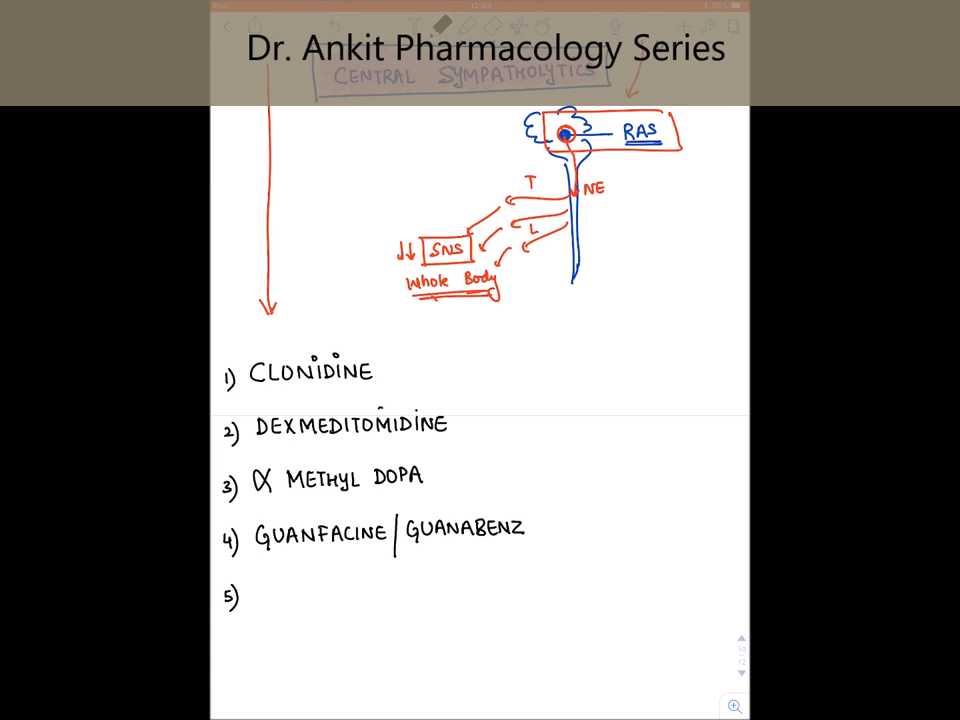 Dr. Ankit Pharmacology Series
CENTRAL SYMPATHOLYTICS
RAS
T
NE
L
↓↓ SNS
Whole Body
1) CLONIDINE
2) DEXMEDITOMIDINE
3) α METHYL DOPA
4) GUANFACINE / GUANABENZ
5)